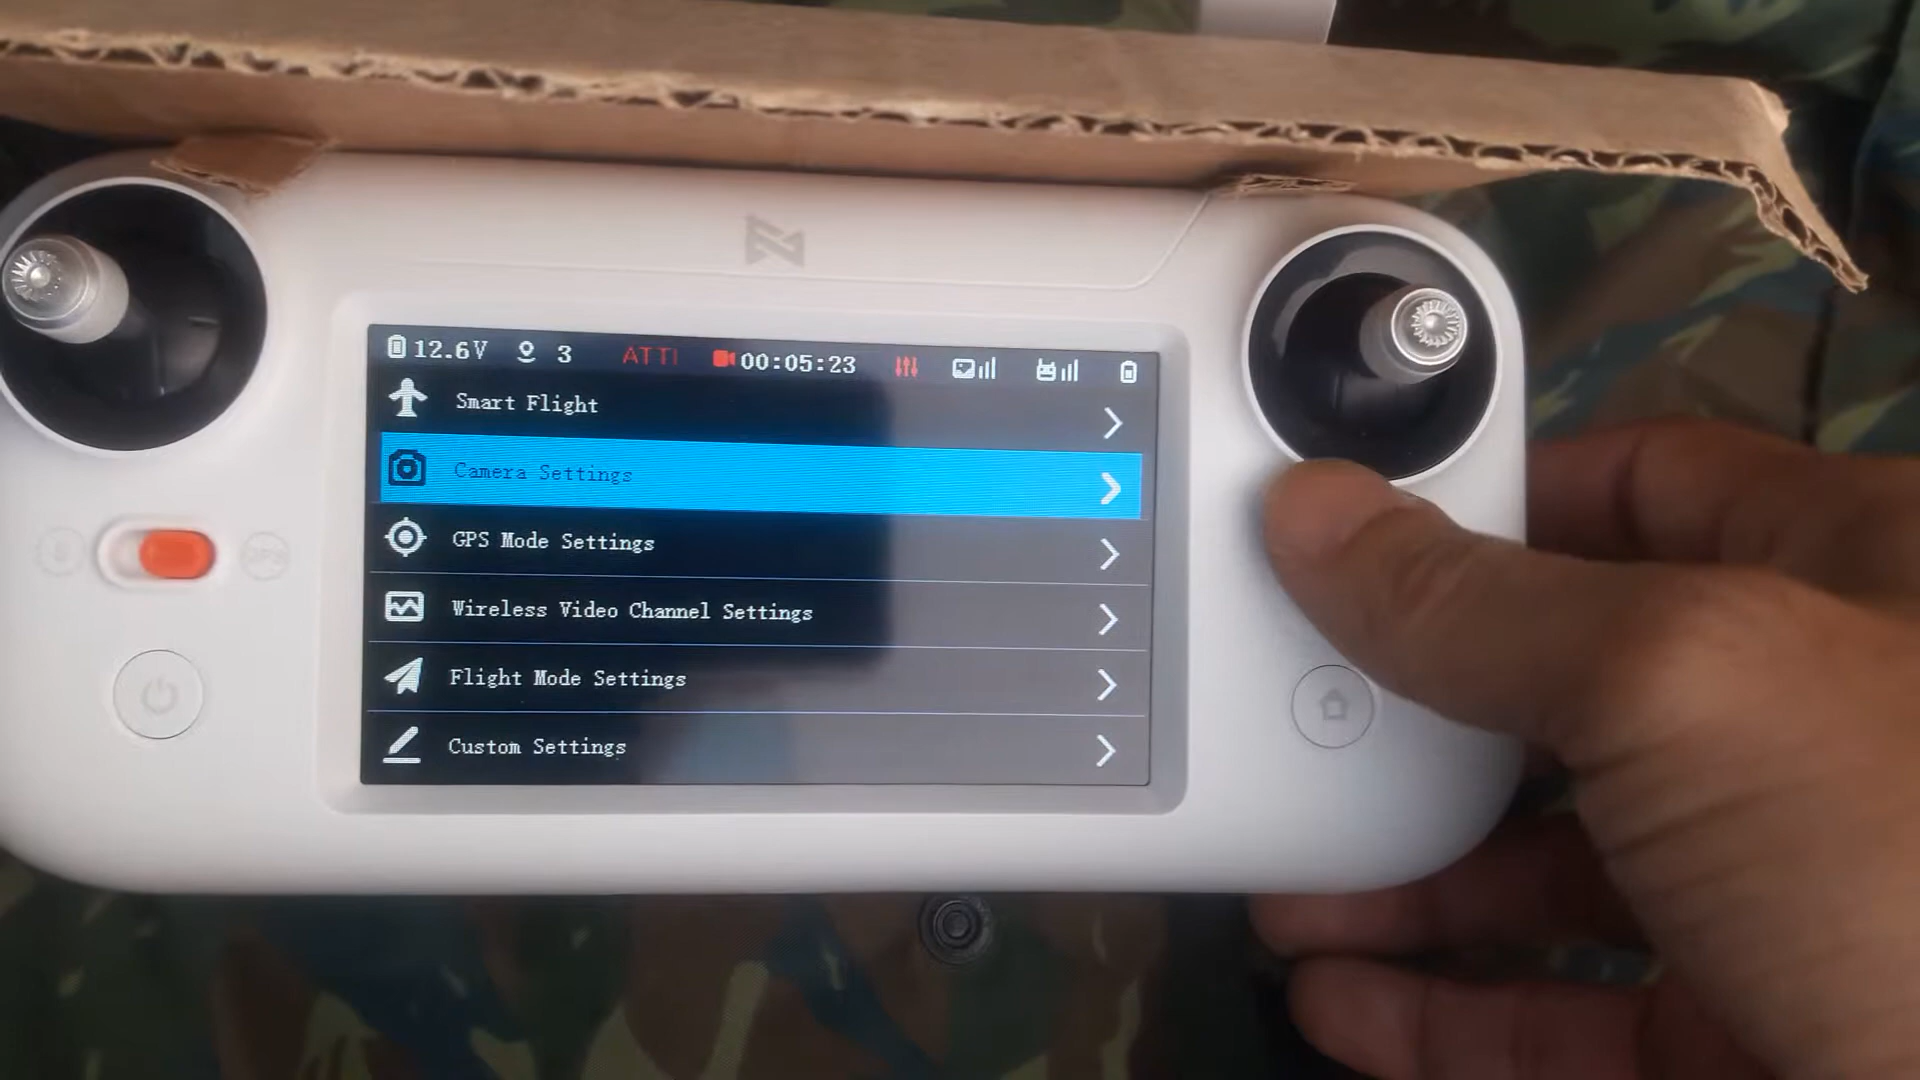 12.6V 3 ATTI 00:05:23
Smart Flight
Camera Settings
GPS Mode Settings
Wireless Video Channel Settings
Flight Mode Settings
Custom Settings